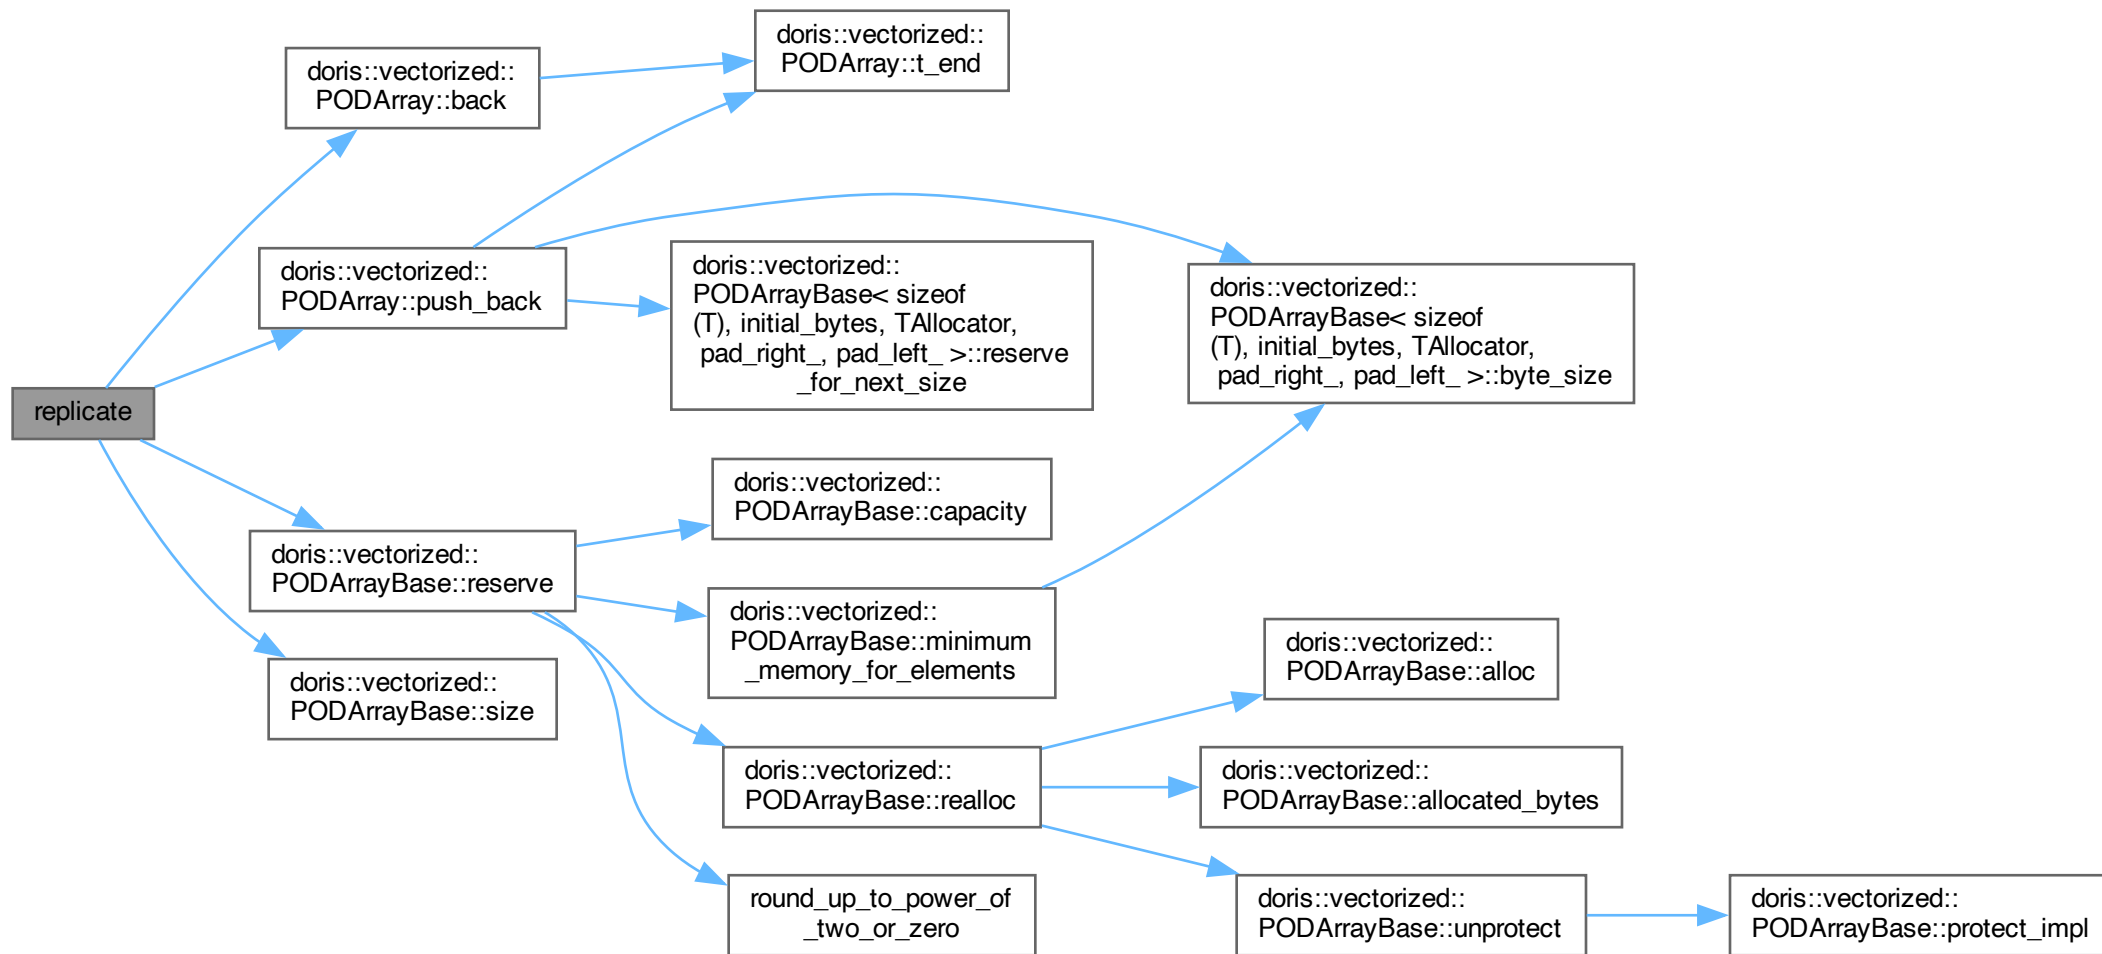 doris::vectorized::
PODArray::t_end
doris::vectorized::
PODArray::back
doris::vectorized::
PODArray::push_back
doris::vectorized::
PODArrayBase< sizeof
(T), initial_bytes, TAllocator,
pad_right_, pad_left_ >::reserve
_for_next_size
doris::vectorized::
PODArrayBase< sizeof
(T), initial_bytes, TAllocator,
pad_right_, pad_left_ >::byte_size
replicate
doris::vectorized::
PODArrayBase::capacity
doris::vectorized::
PODArrayBase::reserve
doris::vectorized::
PODArrayBase::minimum
_memory_for_elements
doris::vectorized::
PODArrayBase::alloc
doris::vectorized::
PODArrayBase::size
doris::vectorized::
PODArrayBase::realloc
doris::vectorized::
PODArrayBase::allocated_bytes
round_up_to_power_of
_two_or_zero
doris::vectorized::
PODArrayBase::unprotect
doris::vectorized::
PODArrayBase::protect_impl